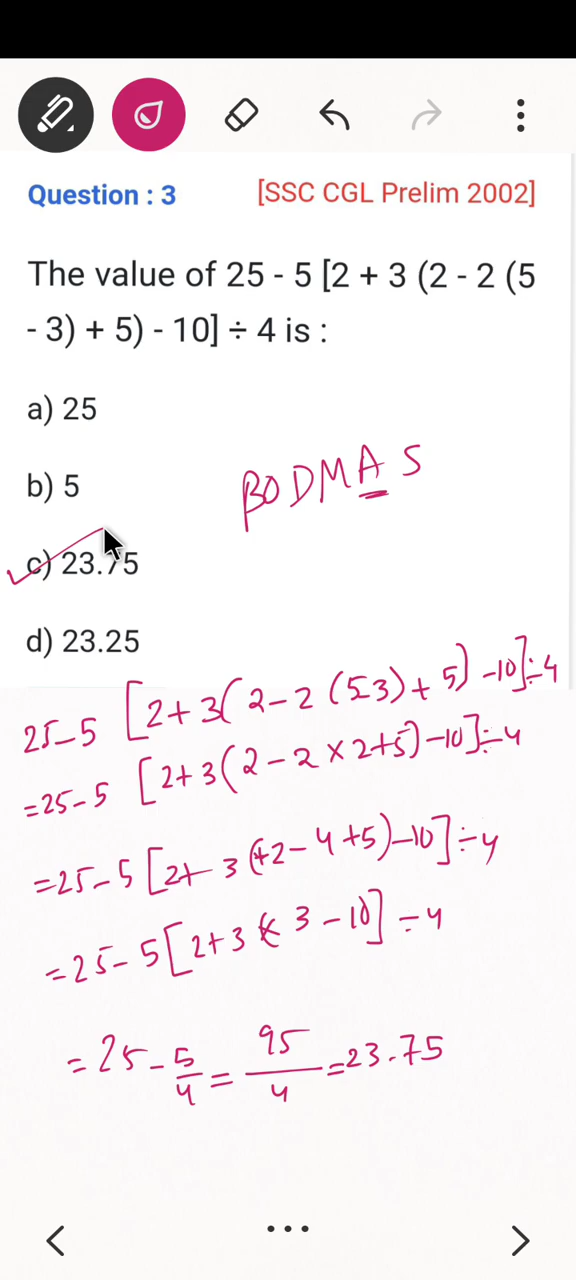 Question : 3 [SSC CGL Prelim 2002]
The value of 25 - 5 [2 + 3 (2 - 2 (5
- 3) + 5) - 10] ÷ 4 is :
a) 25
BODMAS
b) 5
c) 23.75
d) 23.25
25-5 [2+3(2-2(5-3)+5)-10]÷4
=25-5 [2+3(2-2×2+5)-10]÷4
=25-5[2+3(+2-4+5)-10]÷4
=25-5[2+3×3-10]÷4
=25-5/4=95/4=23.75